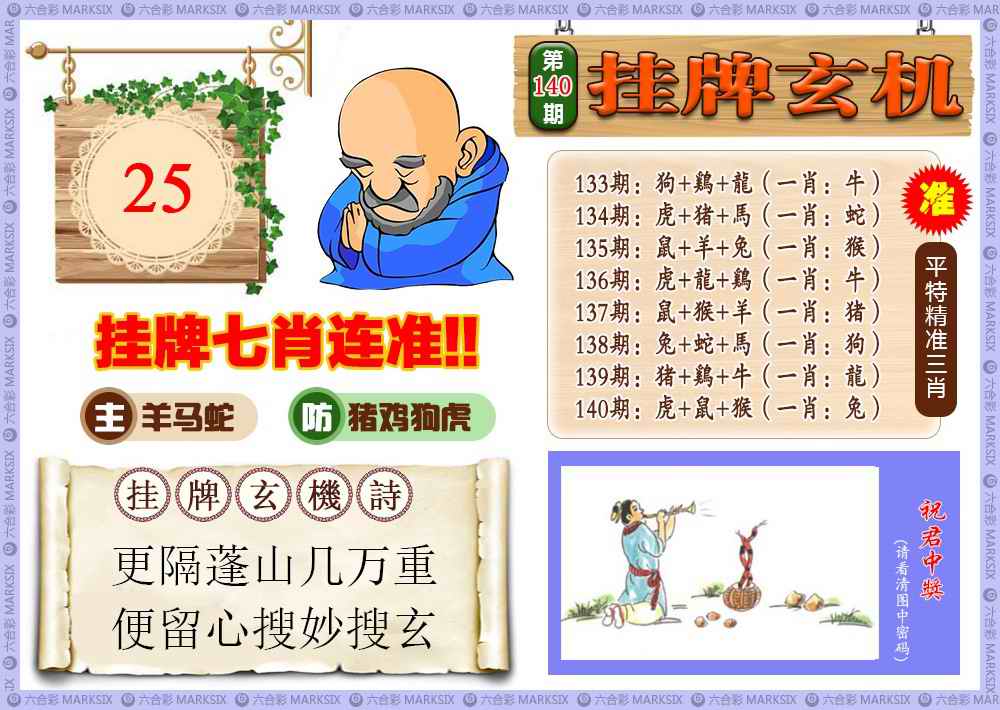 六合彩 MARKSIX
第
140
期
挂牌玄机
25
133期：狗+鷄+龍（一肖：牛）
134期：虎+猪+馬（一肖：蛇）
135期：鼠+羊+兔（一肖：猴）
136期：虎+龍+鷄（一肖：牛）
137期：鼠+猴+羊（一肖：猪）
138期：兔+蛇+馬（一肖：狗）
139期：猪+鷄+牛（一肖：龍）
140期：虎+鼠+猴（一肖：兔）
准
平特精准三肖
挂牌七肖连准!!
主 羊马蛇
防 猪鸡狗虎
挂牌玄機詩
更隔蓬山几万重
便留心搜妙搜玄
祝君中獎
（请看清图中密码）